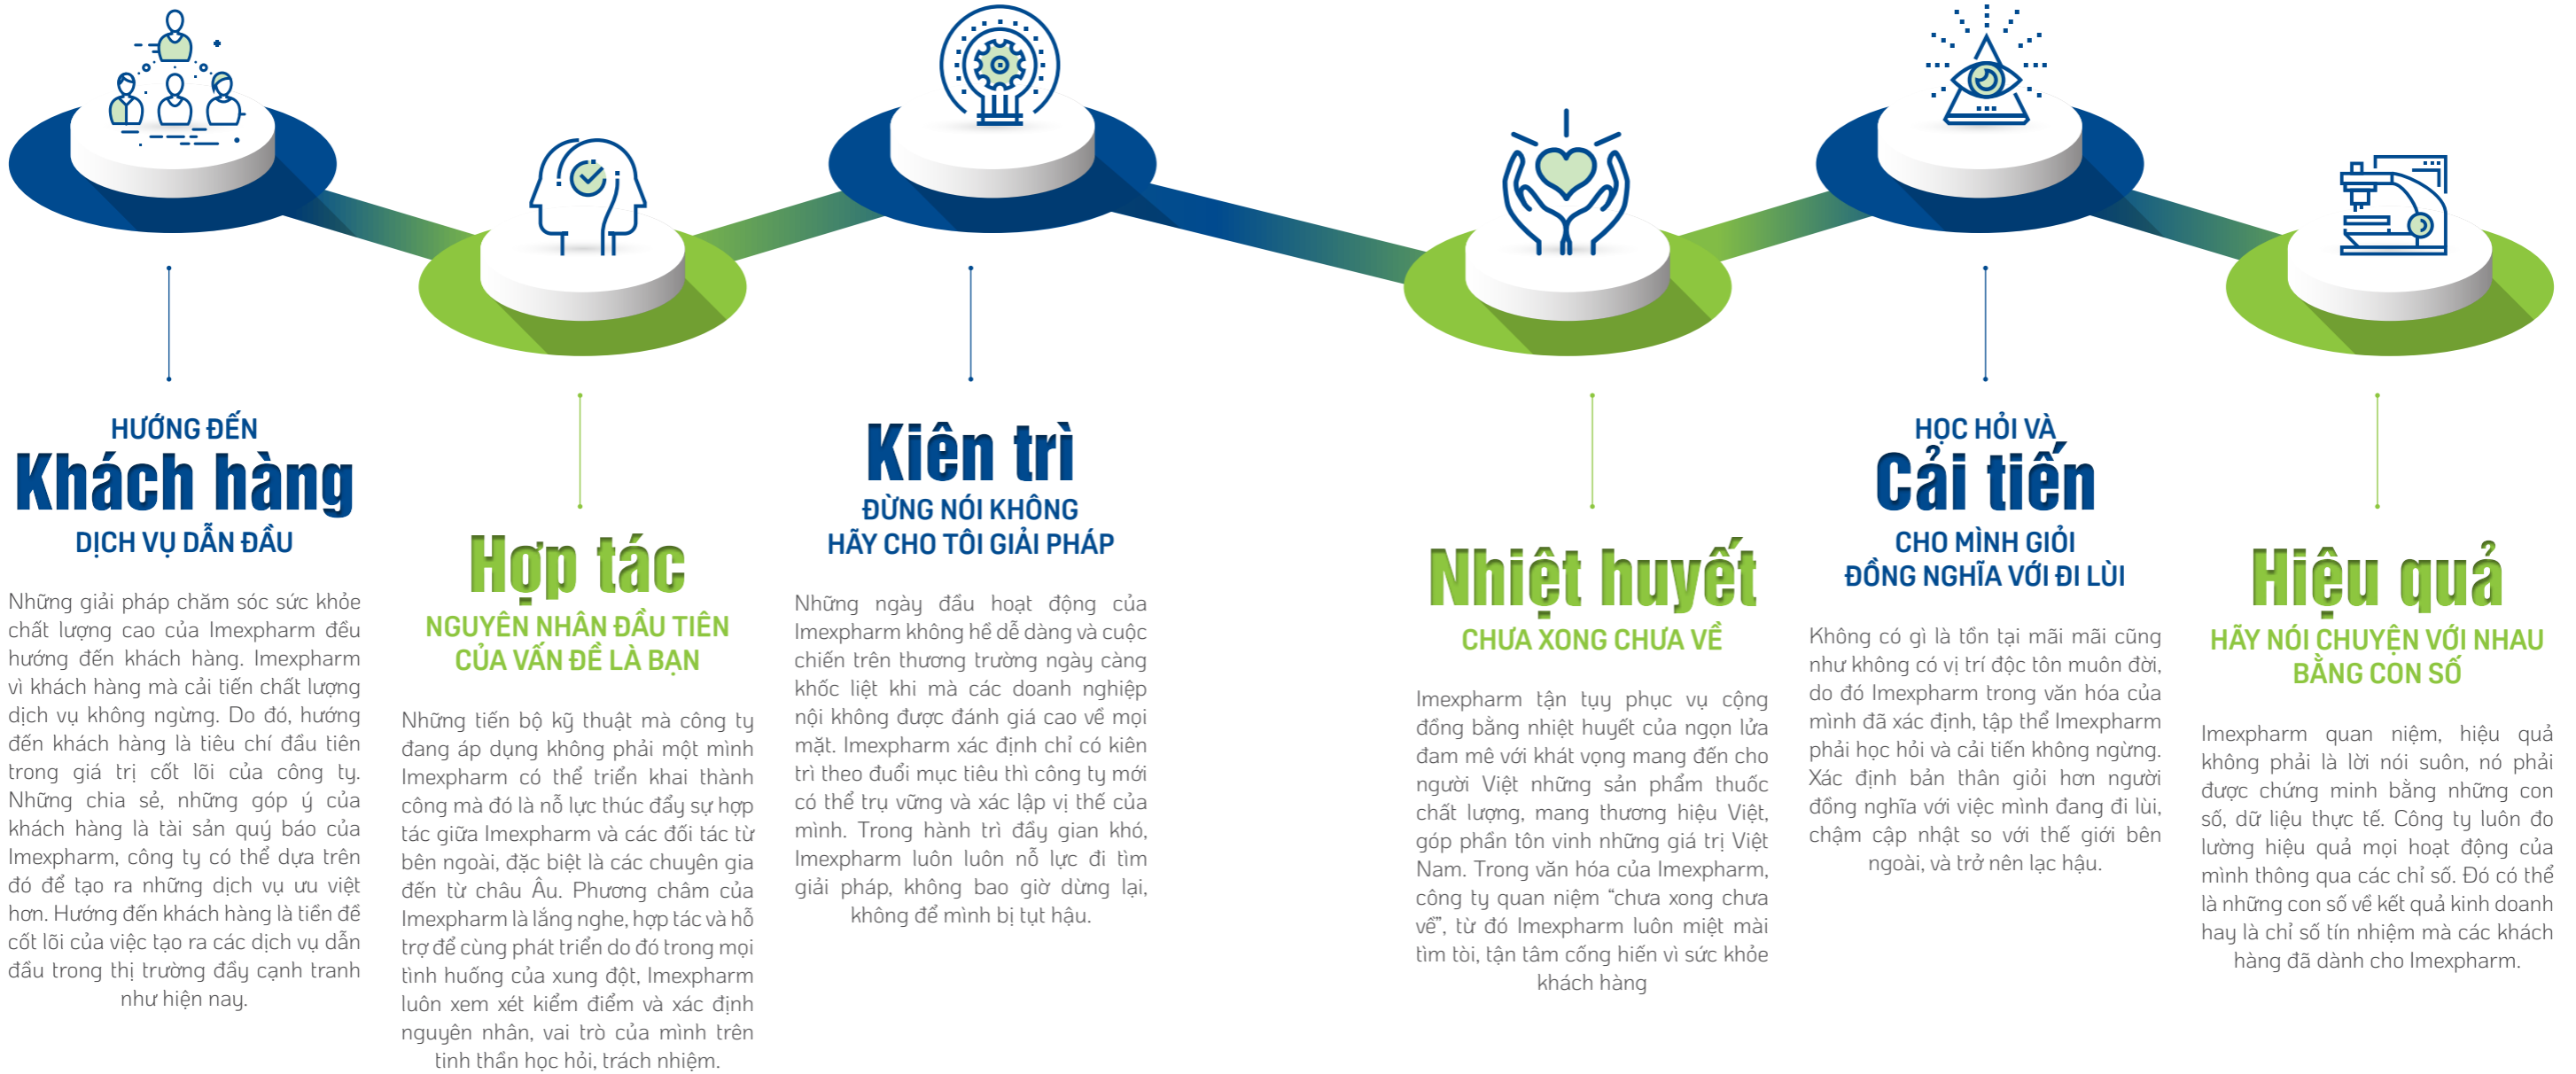 HƯỚNG ĐẾN
Khách hàng
DỊCH VỤ DẪN ĐẦU
Những giải pháp chăm sóc sức khỏe
chất lượng cao của Imexpharm đều
hướng đến khách hàng. Imexpharm
vì khách hàng mà cải tiến chất lượng
dịch vụ không ngừng. Do đó, hướng
đến khách hàng là tiêu chí đầu tiên
trong giá trị cốt lõi của công ty.
Những chia sẻ, những góp ý của
khách hàng là tài sản quý báo của
Imexpharm, công ty có thể dựa trên
đó để tạo ra những dịch vụ ưu việt
hơn. Hướng đến khách hàng là tiền đề
cốt lõi của việc tạo ra các dịch vụ dẫn
đầu trong thị trường đầy cạnh tranh
như hiện nay.
Hợp tác
NGUYÊN NHÂN ĐẦU TIÊN
CỦA VẤN ĐỀ LÀ BẠN
Những tiến bộ kỹ thuật mà công ty
đang áp dụng không phải một mình
Imexpharm có thể triển khai thành
công mà đó là nỗ lực thúc đẩy sự hợp
tác giữa Imexpharm và các đối tác từ
bên ngoài, đặc biệt là các chuyên gia
đến từ châu Âu. Phương châm của
Imexpharm là lắng nghe, hợp tác và hỗ
trợ để cùng phát triển do đó trong mọi
tình huống của xung đột, Imexpharm
luôn xem xét kiểm điểm và xác định
nguyên nhân, vai trò của mình trên
tinh thần học hỏi, trách nhiệm.
Kiên trì
ĐỪNG NÓI KHÔNG
HÃY CHO TÔI GIẢI PHÁP
Những ngày đầu hoạt động của
Imexpharm không hề dễ dàng và cuộc
chiến trên thương trường ngày càng
khốc liệt khi mà các doanh nghiệp
nội không được đánh giá cao về mọi
mặt. Imexpharm xác định chỉ có kiên
trì theo đuổi mục tiêu thì công ty mới
có thể trụ vững và xác lập vị thế của
mình. Trong hành trì đầy gian khó,
Imexpharm luôn luôn nỗ lực đi tìm
giải pháp, không bao giờ dừng lại,
không để mình bị tụt hậu.
Nhiệt huyết
CHƯA XONG CHƯA VỀ
Imexpharm tận tụy phục vụ cộng
đồng bằng nhiệt huyết của ngọn lửa
đam mê với khát vọng mang đến cho
người Việt những sản phẩm thuốc
chất lượng, mang thương hiệu Việt,
góp phần tôn vinh những giá trị Việt
Nam. Trong văn hóa của Imexpharm,
công ty quan niệm “chưa xong chưa
về”, từ đó Imexpharm luôn miệt mài
tìm tòi, tận tâm cống hiến vì sức khỏe
khách hàng
HỌC HỎI VÀ
Cải tiến
CHO MÌNH GIỎI
ĐỒNG NGHĨA VỚI ĐI LÙI
Không có gì là tồn tại mãi mãi cũng
như không có vị trí độc tôn muôn đời,
do đó Imexpharm trong văn hóa của
mình đã xác định, tập thể Imexpharm
phải học hỏi và cải tiến không ngừng.
Xác định bản thân giỏi hơn người
đồng nghĩa với việc mình đang đi lùi,
chậm cập nhật so với thế giới bên
ngoài, và trở nên lạc hậu.
Hiệu quả
HÃY NÓI CHUYỆN VỚI NHAU
BẰNG CON SỐ
Imexpharm quan niệm, hiệu quả
không phải là lời nói suôn, nó phải
được chứng minh bằng những con
số, dữ liệu thực tế. Công ty luôn đo
lường hiệu quả mọi hoạt động của
mình thông qua các chỉ số. Đó có thể
là những con số về kết quả kinh doanh
hay là chỉ số tín nhiệm mà các khách
hàng đã dành cho Imexpharm.